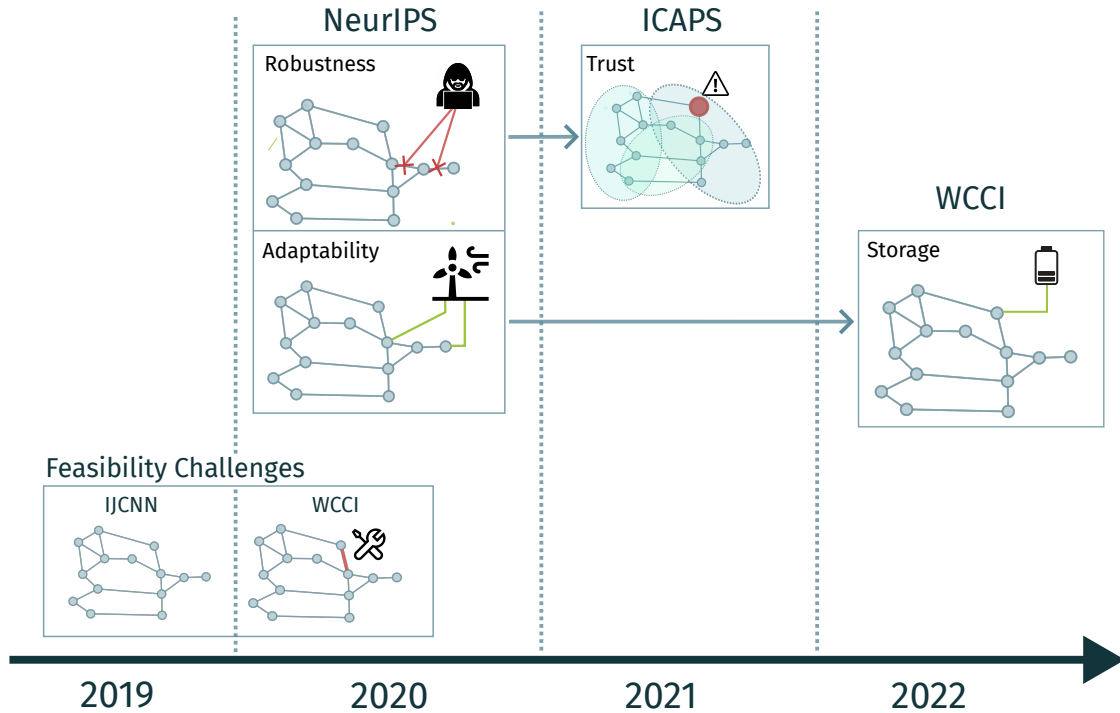 NeurIPS
ICAPS
Robustness
Trust
WCCI
Adaptability
Storage
Feasibility Challenges
IJCNN
WCCI
2019
2020
2021
2022